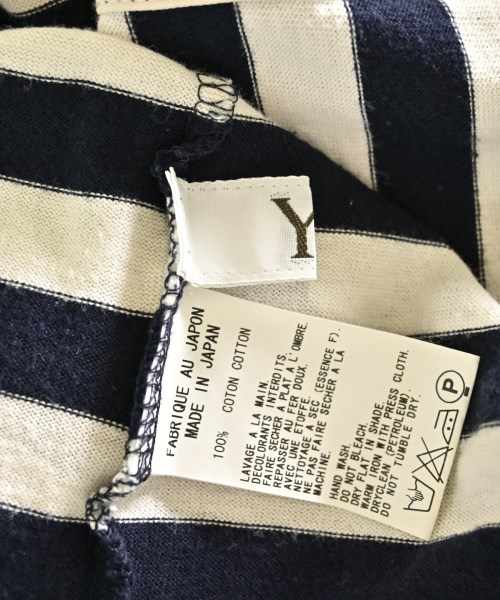 Y
FABRIQUE AU JAPON
MADE IN JAPAN
100% COTON COTTON
LAVAGE A LA MAIN.
DECOLORANTS INTERDITS.
FAIRE SECHER A PLAT A L'OMBRE.
REPASSER AU FER DOUX.
AVEC UNE ETOFFE.
NETTOYAGE A SEC (ESSENCE F).
NE PAS FAIRE SECHER A LA
MACHINE.
HAND WASH.
DO NOT BLEACH.
DRY FLAT IN SHADE.
WARM IRON WITH PRESS CLOTH.
DRYCLEAN (PETROLEUM).
DO NOT TUMBLE DRY.
P